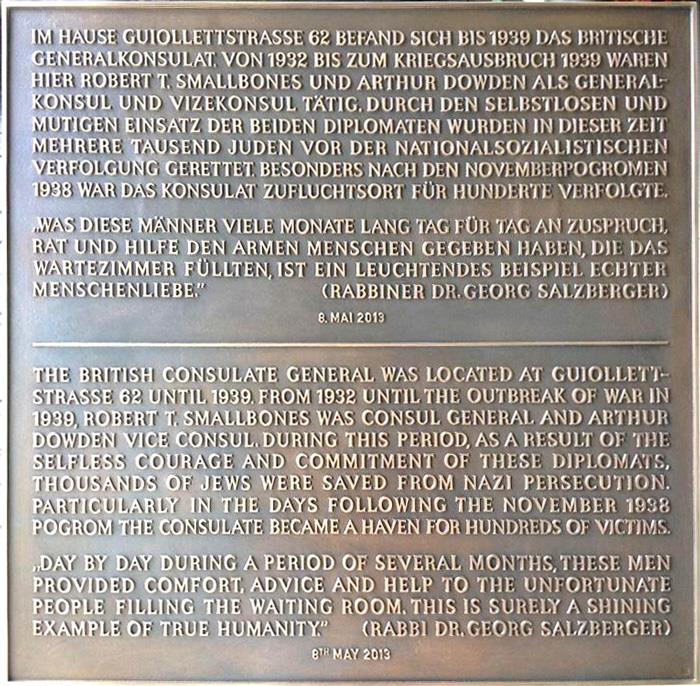 IM HAUSE GUIOLLETTSTRASSE 62 BEFAND SICH BIS 1939 DAS BRITISCHE
GENERALKONSULAT. VON 1932 BIS ZUM KRIEGSAUSBRUCH 1939 WAREN
HIER ROBERT T. SMALLBONES UND ARTHUR DOWDEN ALS GENERAL-
KONSUL UND VIZEKONSUL TÄTIG. DURCH DEN SELBSTLOSEN UND
MUTIGEN EINSATZ DER BEIDEN DIPLOMATEN WURDEN IN DIESER ZEIT
MEHRERE TAUSEND JUDEN VOR DER NATIONALSOZIALISTISCHEN
VERFOLGUNG GERETTET. BESONDERS NACH DEN NOVEMBERPOGROMEN
1938 WAR DAS KONSULAT ZUFLUCHTSORT FÜR HUNDERTE VERFOLGTE.
„WAS DIESE MÄNNER VIELE MONATE LANG TAG FÜR TAG AN ZUSPRUCH,
RAT UND HILFE DEN ARMEN MENSCHEN GEGEBEN HABEN, DIE DAS
WARTEZIMMER FÜLLTEN, IST EIN LEUCHTENDES BEISPIEL ECHTER
MENSCHENLIEBE.” (RABBINER DR. GEORG SALZBERGER)
8. MAI 2013
THE BRITISH CONSULATE GENERAL WAS LOCATED AT GUIOLLETT-
STRASSE 62 UNTIL 1939. FROM 1932 UNTIL THE OUTBREAK OF WAR IN
1939, ROBERT T. SMALLBONES WAS CONSUL GENERAL AND ARTHUR
DOWDEN VICE CONSUL. DURING THIS PERIOD, AS A RESULT OF THE
SELFLESS COURAGE AND COMMITMENT OF THESE DIPLOMATS,
THOUSANDS OF JEWS WERE SAVED FROM NAZI PERSECUTION.
PARTICULARLY IN THE DAYS FOLLOWING THE NOVEMBER 1938
POGROM THE CONSULATE BECAME A HAVEN FOR HUNDREDS OF VICTIMS.
„DAY BY DAY DURING A PERIOD OF SEVERAL MONTHS, THESE MEN
PROVIDED COMFORT, ADVICE AND HELP TO THE UNFORTUNATE
PEOPLE FILLING THE WAITING ROOM. THIS IS SURELY A SHINING
EXAMPLE OF TRUE HUMANITY.” (RABBI DR. GEORG SALZBERGER)
8TH MAY 2013